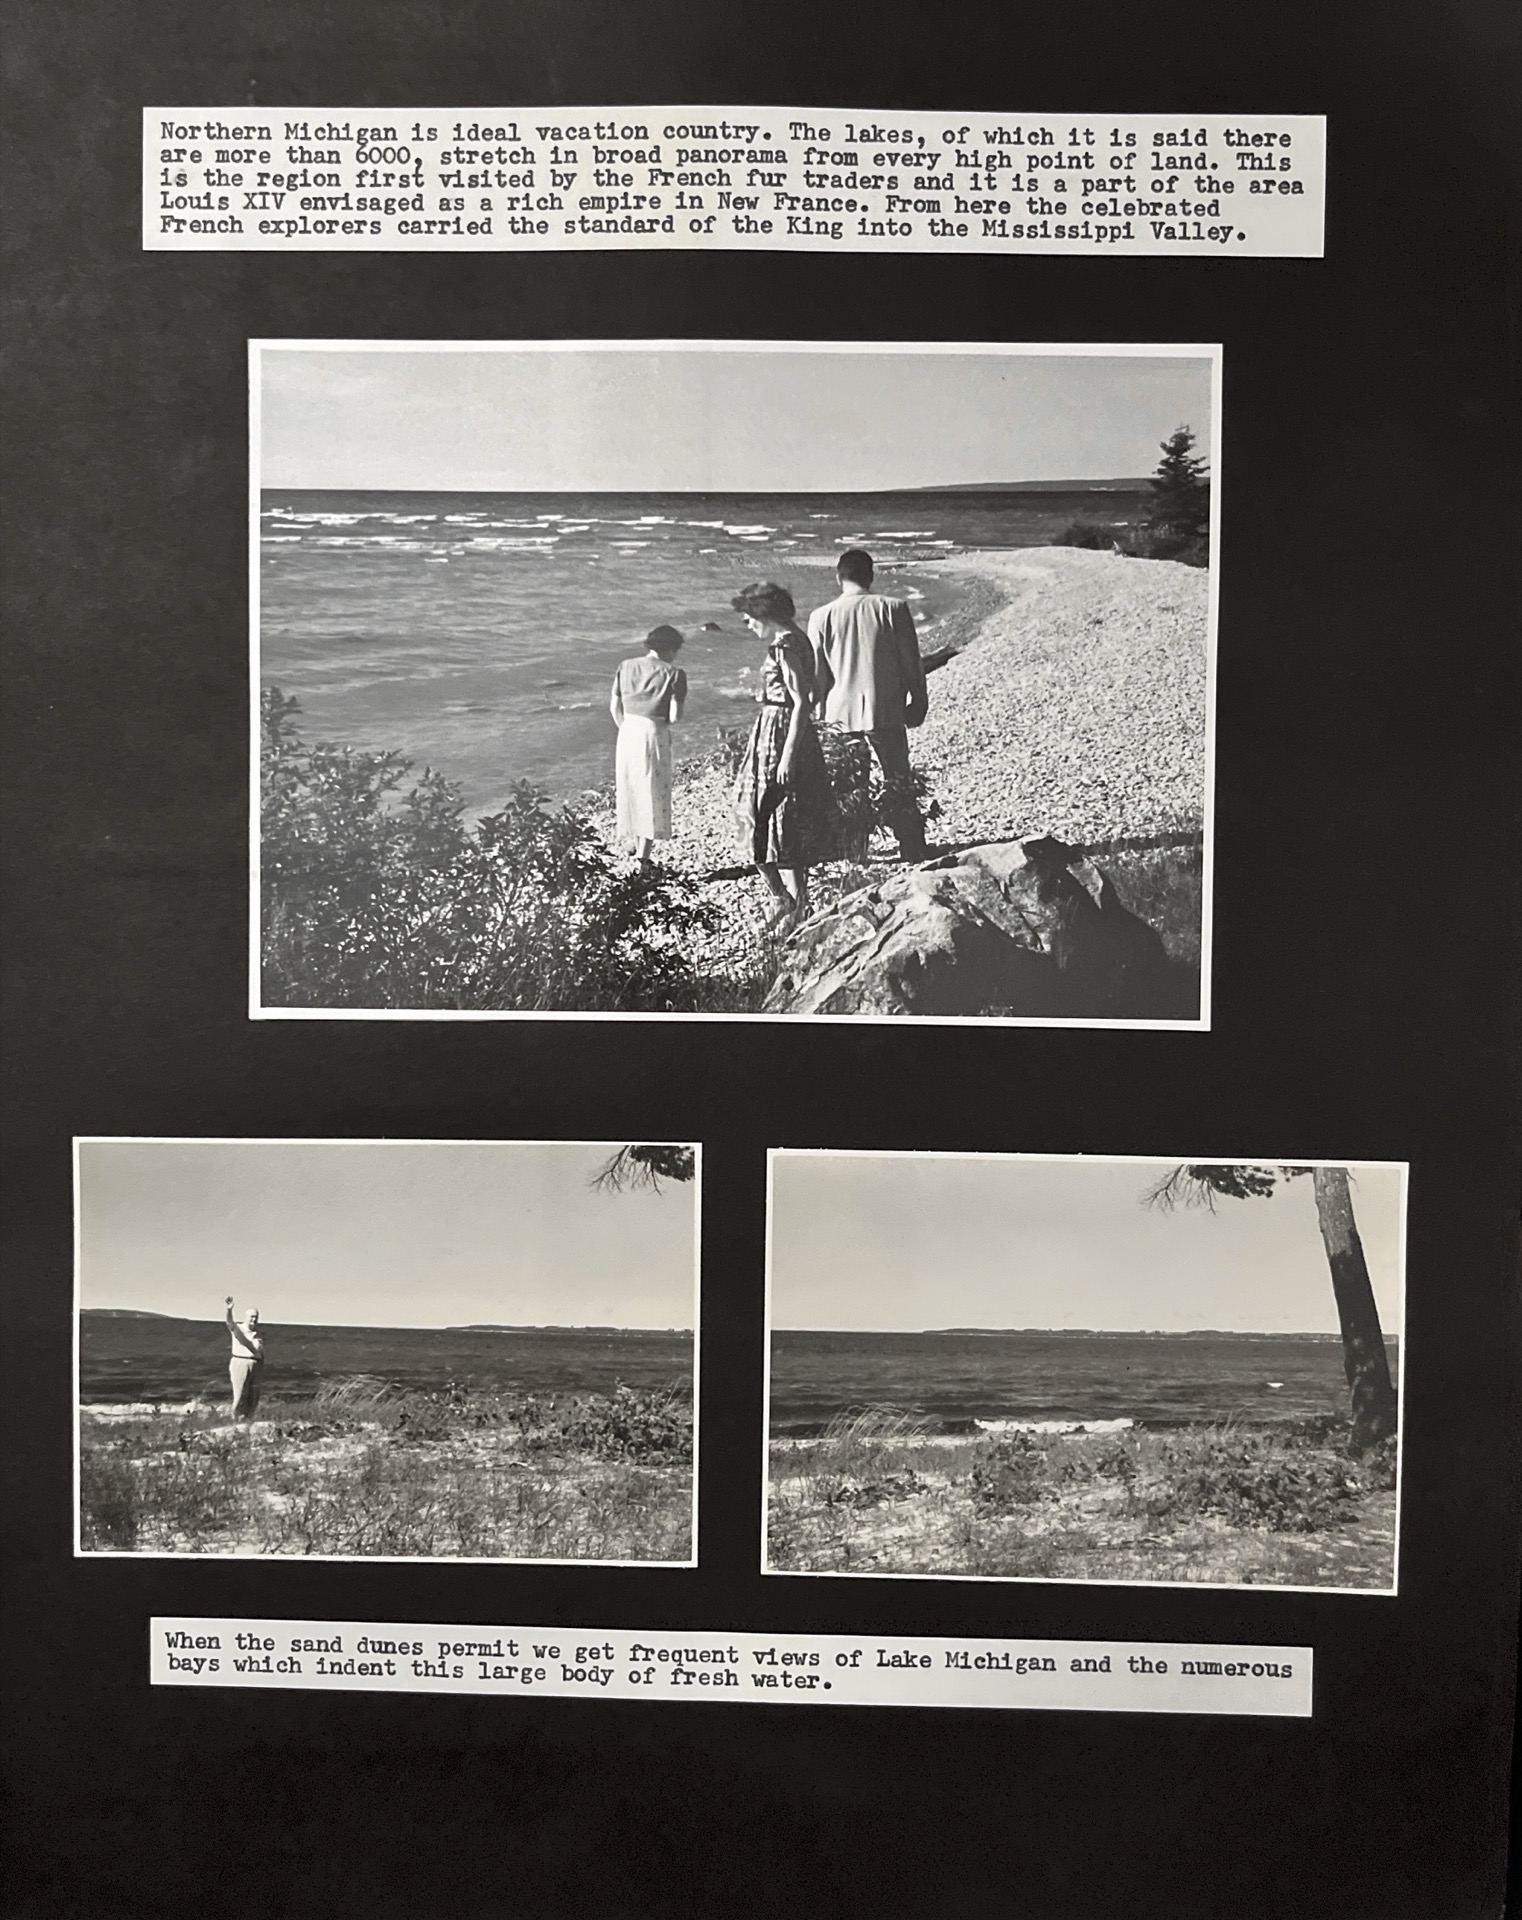 Northern Michigan is ideal vacation country. The lakes, of which it is said there
are more than 6000, stretch in broad panorama from every high point of land. This
is the region first visited by the French fur traders and it is a part of the area
Louis XIV envisaged as a rich empire in New France. From here the celebrated
French explorers carried the standard of the King into the Mississippi Valley.
When the sand dunes permit we get frequent views of Lake Michigan and the numerous
bays which indent this large body of fresh water.